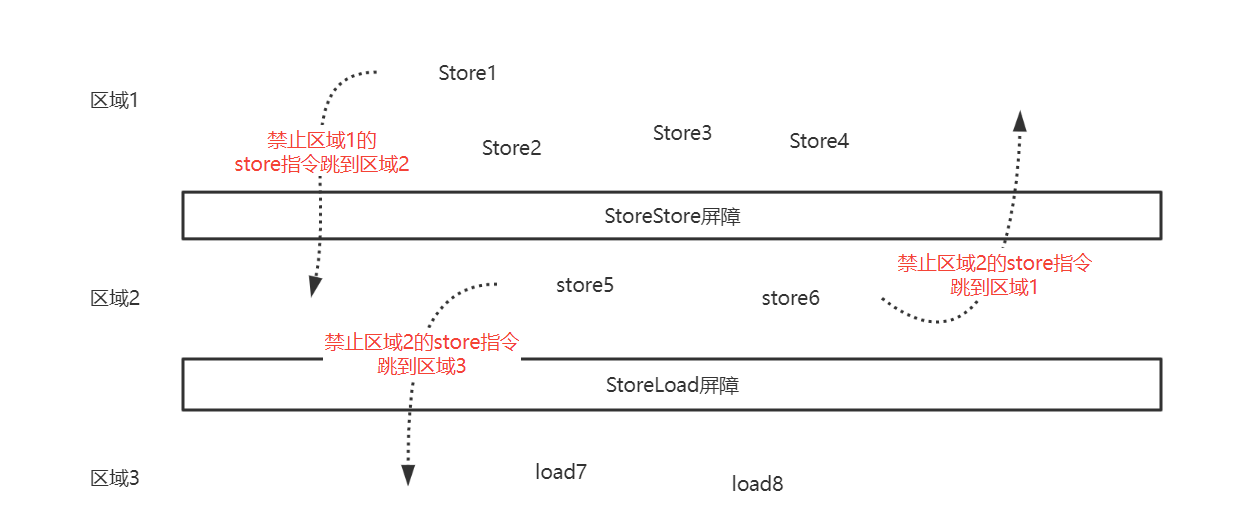 Store1
区域1
禁止区域1的
store指令跳到区域2
Store2
Store3
Store4
StoreStore屏障
禁止区域2的store指令
跳到区域1
区域2
store5
store6
禁止区域2的store指令
跳到区域3
StoreLoad屏障
区域3
load7
load8